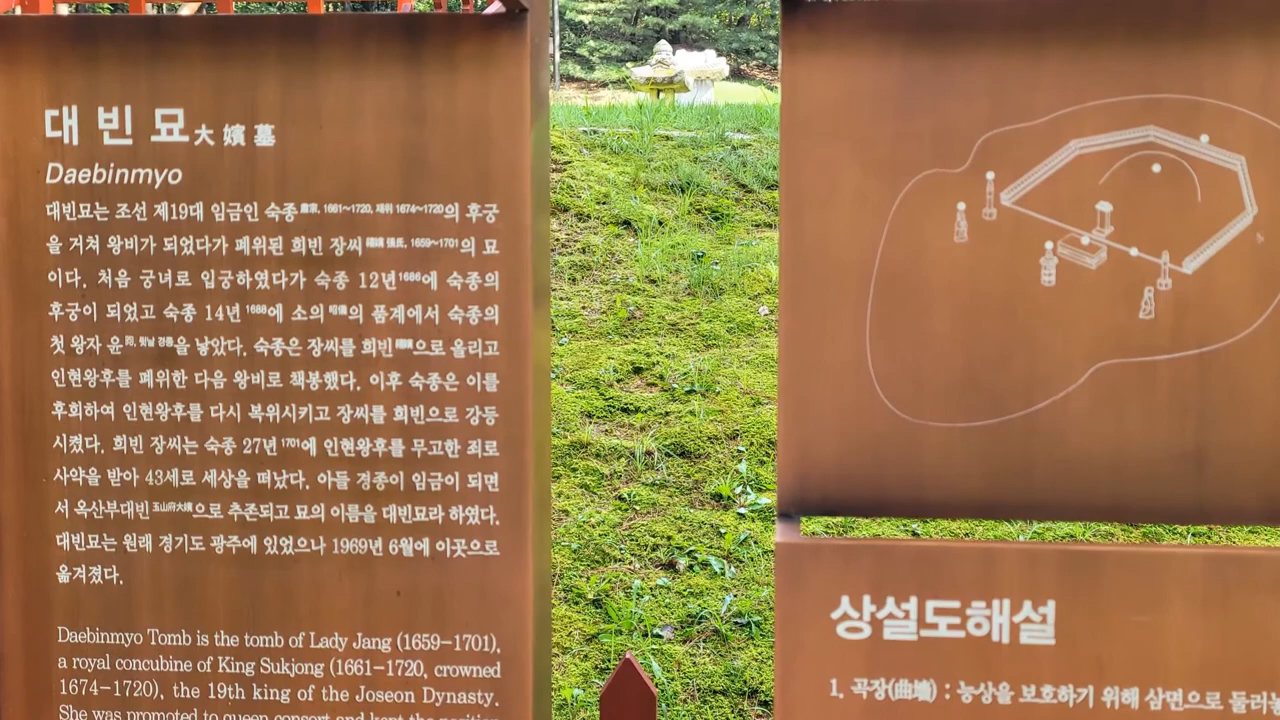 대빈묘 大嬪墓
Daebinmyo
대빈묘는 조선 제19대 임금인 숙종 肅宗, 1661~1720, 재위 1674~1720의 후궁
을 거쳐 왕비가 되었다가 폐위된 희빈 장씨 禧嬪 張氏, 1659~1701의 묘
이다. 처음 궁녀로 입궁하였다가 숙종 12년 1686에 숙종의
후궁이 되었고 숙종 14년 1688에 소의 昭儀의 품계에서 숙종의
첫 왕자 윤昀, 훗날 경종을 낳았다. 숙종은 장씨를 희빈禧嬪으로 올리고
인현왕후를 폐위한 다음 왕비로 책봉했다. 이후 숙종은 이를
후회하여 인현왕후를 다시 복위시키고 장씨를 희빈으로 강등
시켰다. 희빈 장씨는 숙종 27년 1701에 인현왕후를 무고한 죄로
사약을 받아 43세로 세상을 떠났다. 아들 경종이 임금이 되면
서 옥산부대빈玉山府大嬪으로 추존되고 묘의 이름을 대빈묘라 하였다.
대빈묘는 원래 경기도 광주에 있었으나 1969년 6월에 이곳으로
옮겨졌다.
Daebinmyo Tomb is the tomb of Lady Jang (1659-1701),
a royal concubine of King Sukjong (1661-1720, crowned
1674-1720), the 19th king of the Joseon Dynasty.
She was promoted to queen consort and kept the position
상설도해설
1. 곡장(曲墻) : 능상을 보호하기 위해 삼면으로 둘러놓